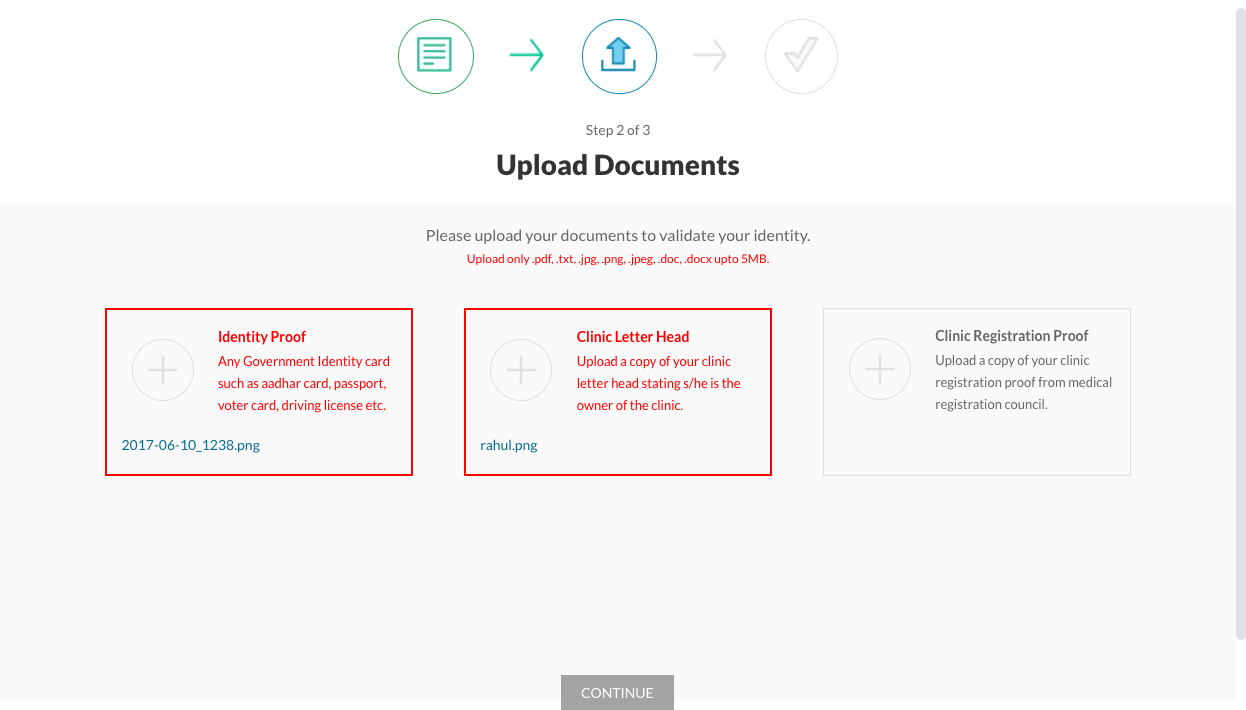 Step 2 of 3
Upload Documents
Please upload your documents to validate your identity.
Upload only .pdf, .txt, .jpg, .png, .jpeg, .doc, .docx upto 5MB.
Identity Proof
Any Government Identity card
such as aadhar card, passport,
voter card, driving license etc.
2017-06-10_1238.png
Clinic Letter Head
Upload a copy of your clinic
letter head stating s/he is the
owner of the clinic.
rahul.png
Clinic Registration Proof
Upload a copy of your clinic
registration proof from medical
registration council.
CONTINUE